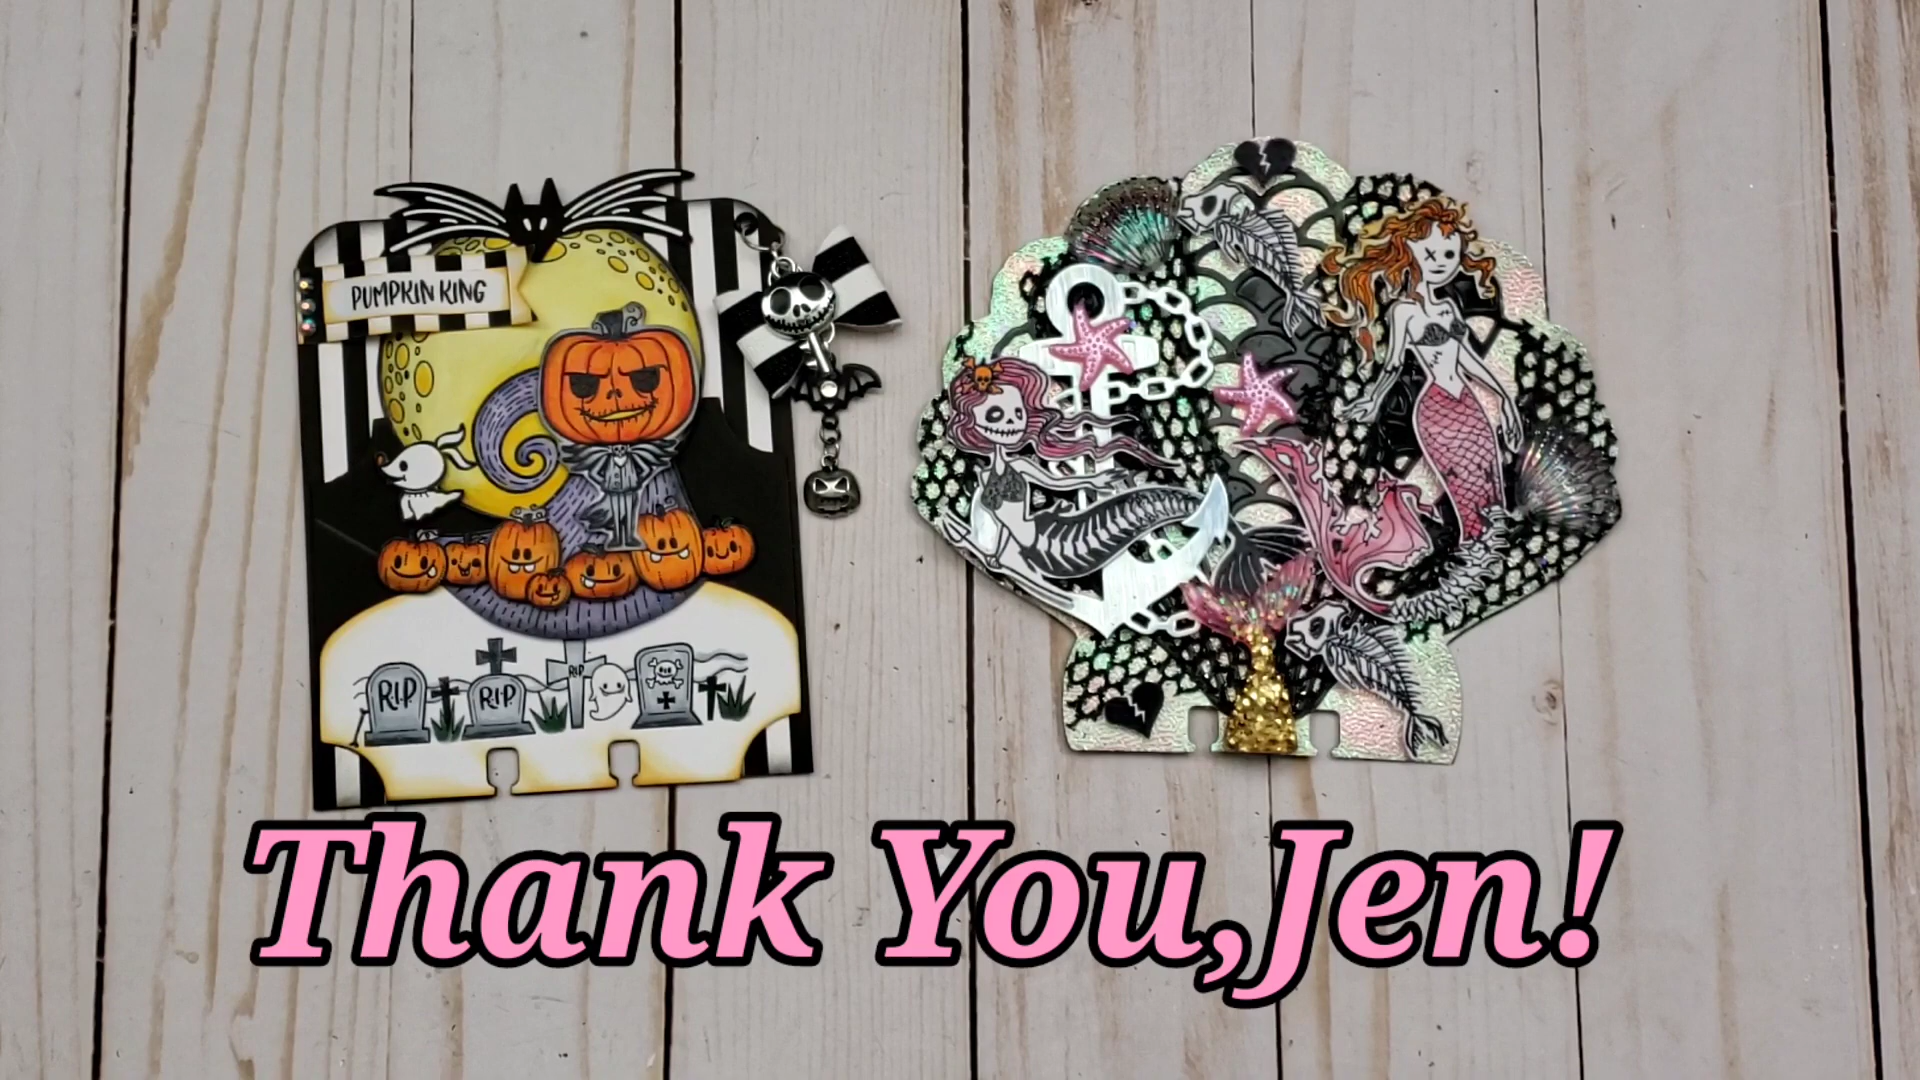 PUMPKIN KING
R.I.P.
R.I.P.
RIP
Thank You,Jen!